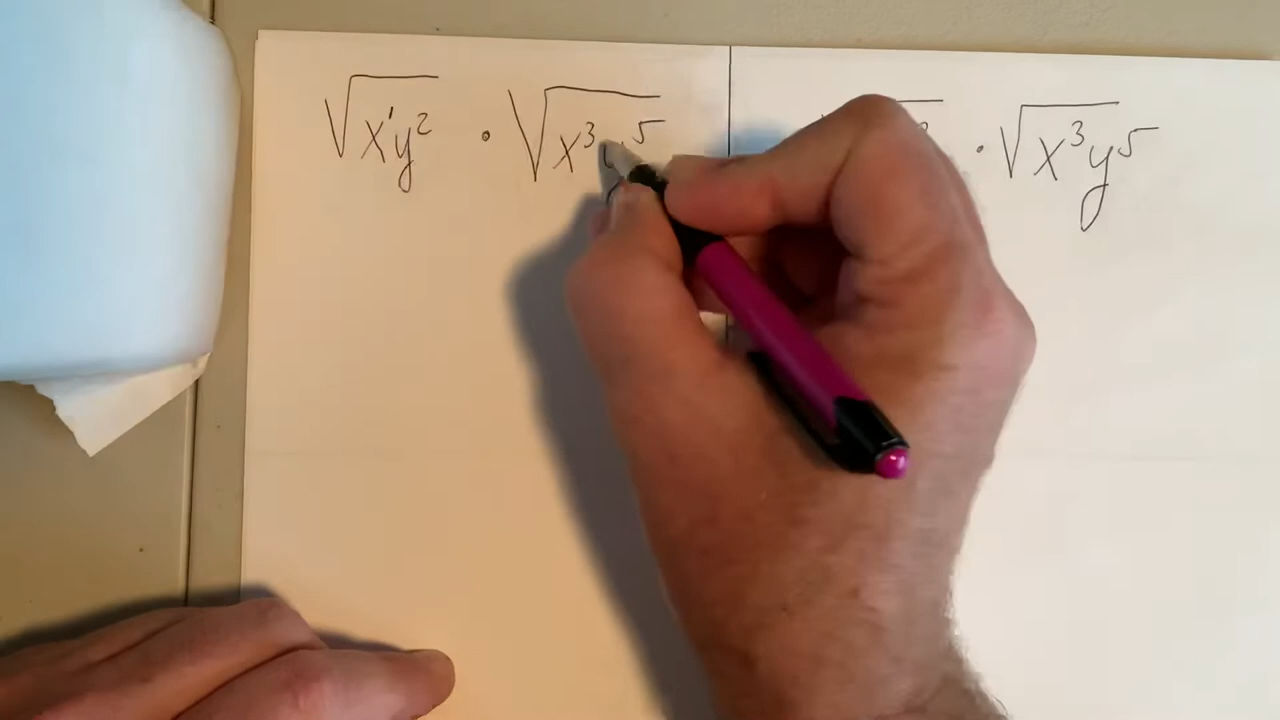 √x¹y² · √x³y⁵ · √x³y⁵